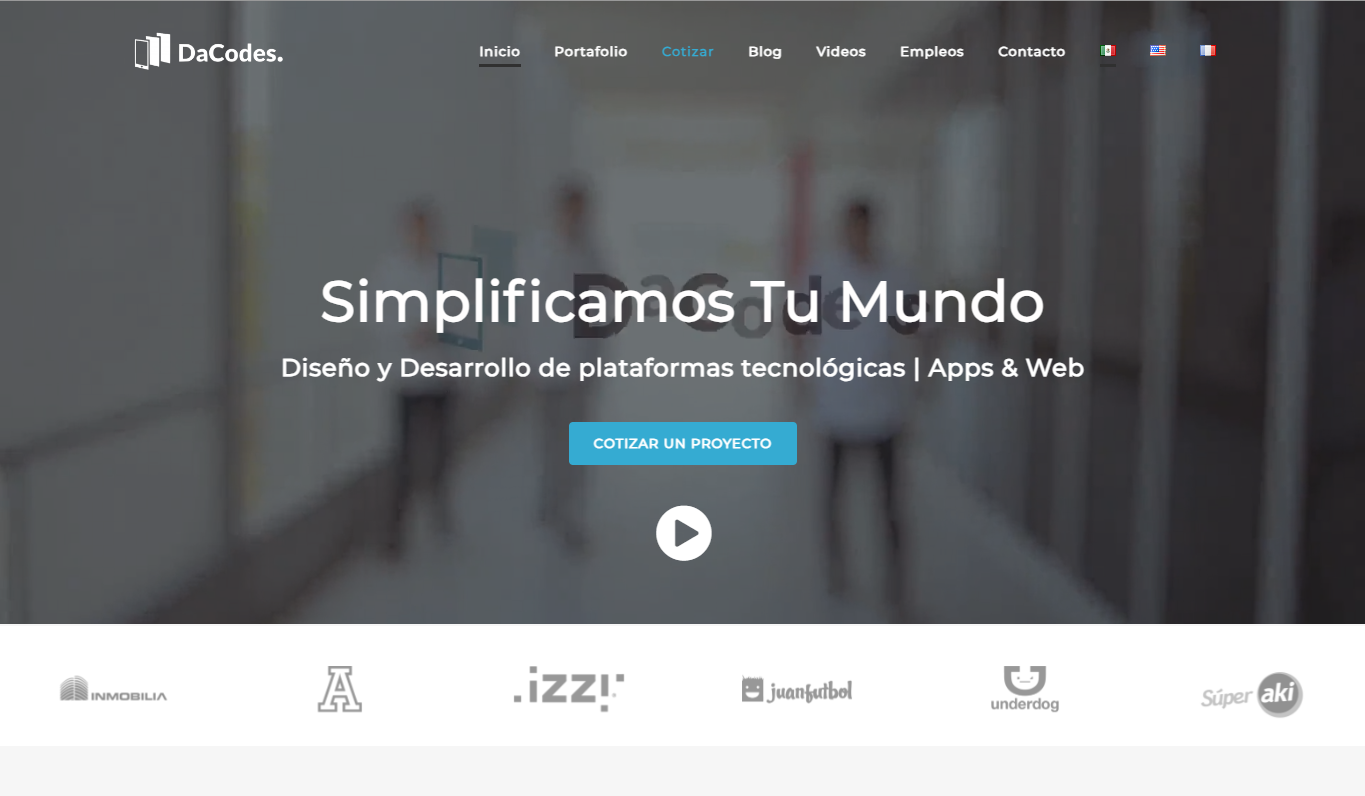 DaCodes.
Inicio Portafolio Cotizar Blog Videos Empleos Contacto
DaCodes
Simplificamos Tu Mundo
Diseño y Desarrollo de plataformas tecnológicas | Apps & Web
COTIZAR UN PROYECTO
INMOBILIA A .izzi juanfutbol underdog Súper aki